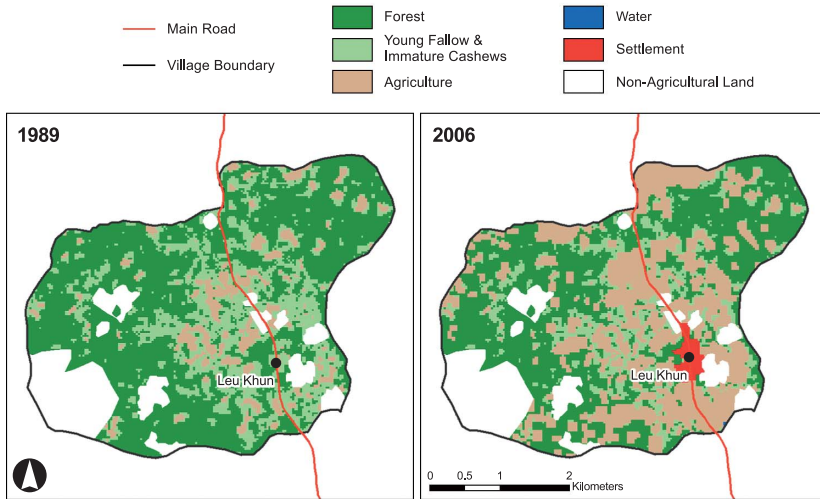 Main Road
Village Boundary
Forest
Young Fallow &
Immature Cashews
Agriculture
Water
Settlement
Non-Agricultural Land
1989
Leu Khun
2006
Leu Khun
0 0.5 1 2
Kilometers